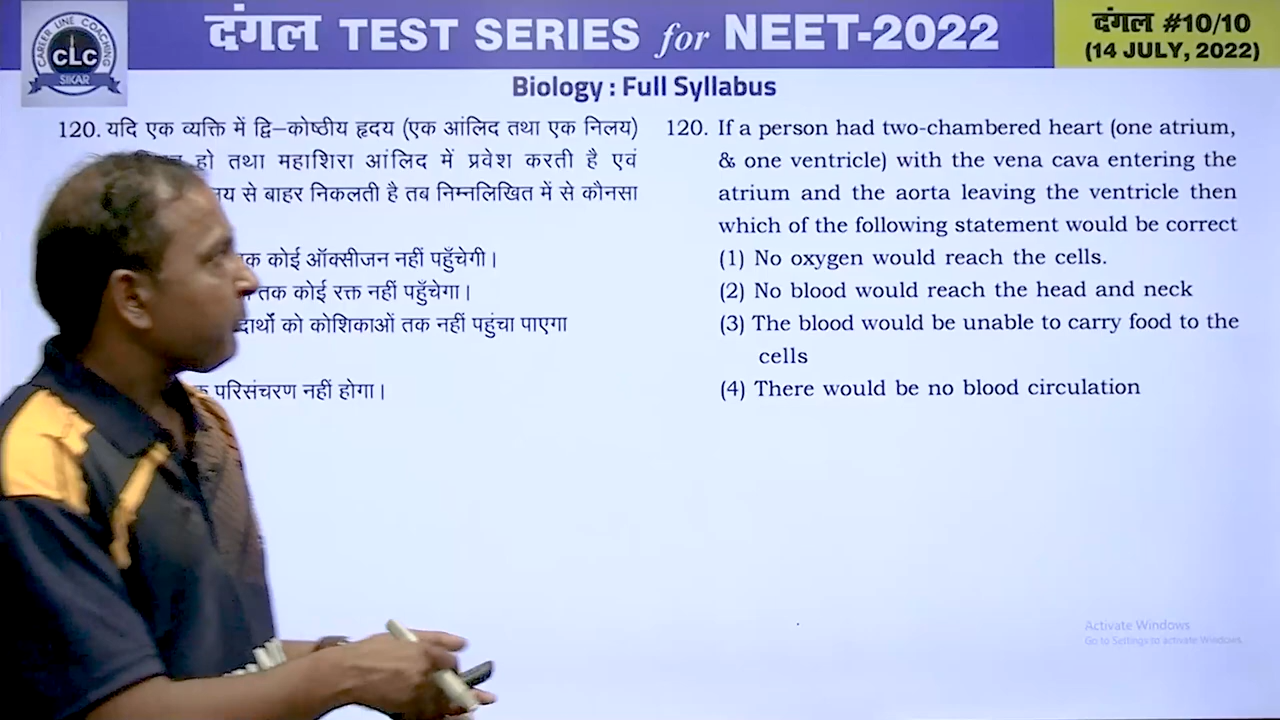 CAREER LINE COACHING
CLC
SIKAR
दंगल TEST SERIES for NEET-2022
दंगल #10/10
(14 JULY, 2022)
Biology : Full Syllabus
120. यदि एक व्यक्ति में द्वि–कोष्ठीय हृदय (एक आंलिद तथा एक निलय)
हो तथा महाशिरा आंलिद में प्रवेश करती है एवं
से बाहर निकलती है तब निम्नलिखित में से कौनसा
कोई ऑक्सीजन नहीं पहुँचेगी।
तक कोई रक्त नहीं पहुँचेगा।
को कोशिकाओं तक नहीं पहुंचा पाएगा
परिसंचरण नहीं होगा।
120. If a person had two-chambered heart (one atrium,
& one ventricle) with the vena cava entering the
atrium and the aorta leaving the ventricle then
which of the following statement would be correct
(1) No oxygen would reach the cells.
(2) No blood would reach the head and neck
(3) The blood would be unable to carry food to the
cells
(4) There would be no blood circulation
Activate Windows
Go to Settings to activate Windows.